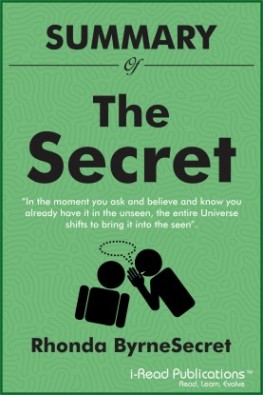 SUMMARY
Of
The
Secret
"In the moment you ask and believe and know you
already have it in the unseen, the entire Universe
shifts to bring it into the seen".
Rhonda ByrneSecret
i-Read Publications™
Read, Learn, Evolve